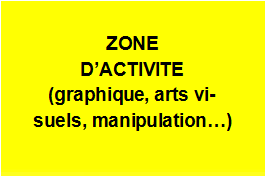 ZONE
D’ACTIVITE
(graphique, arts vi-
suels, manipulation…)